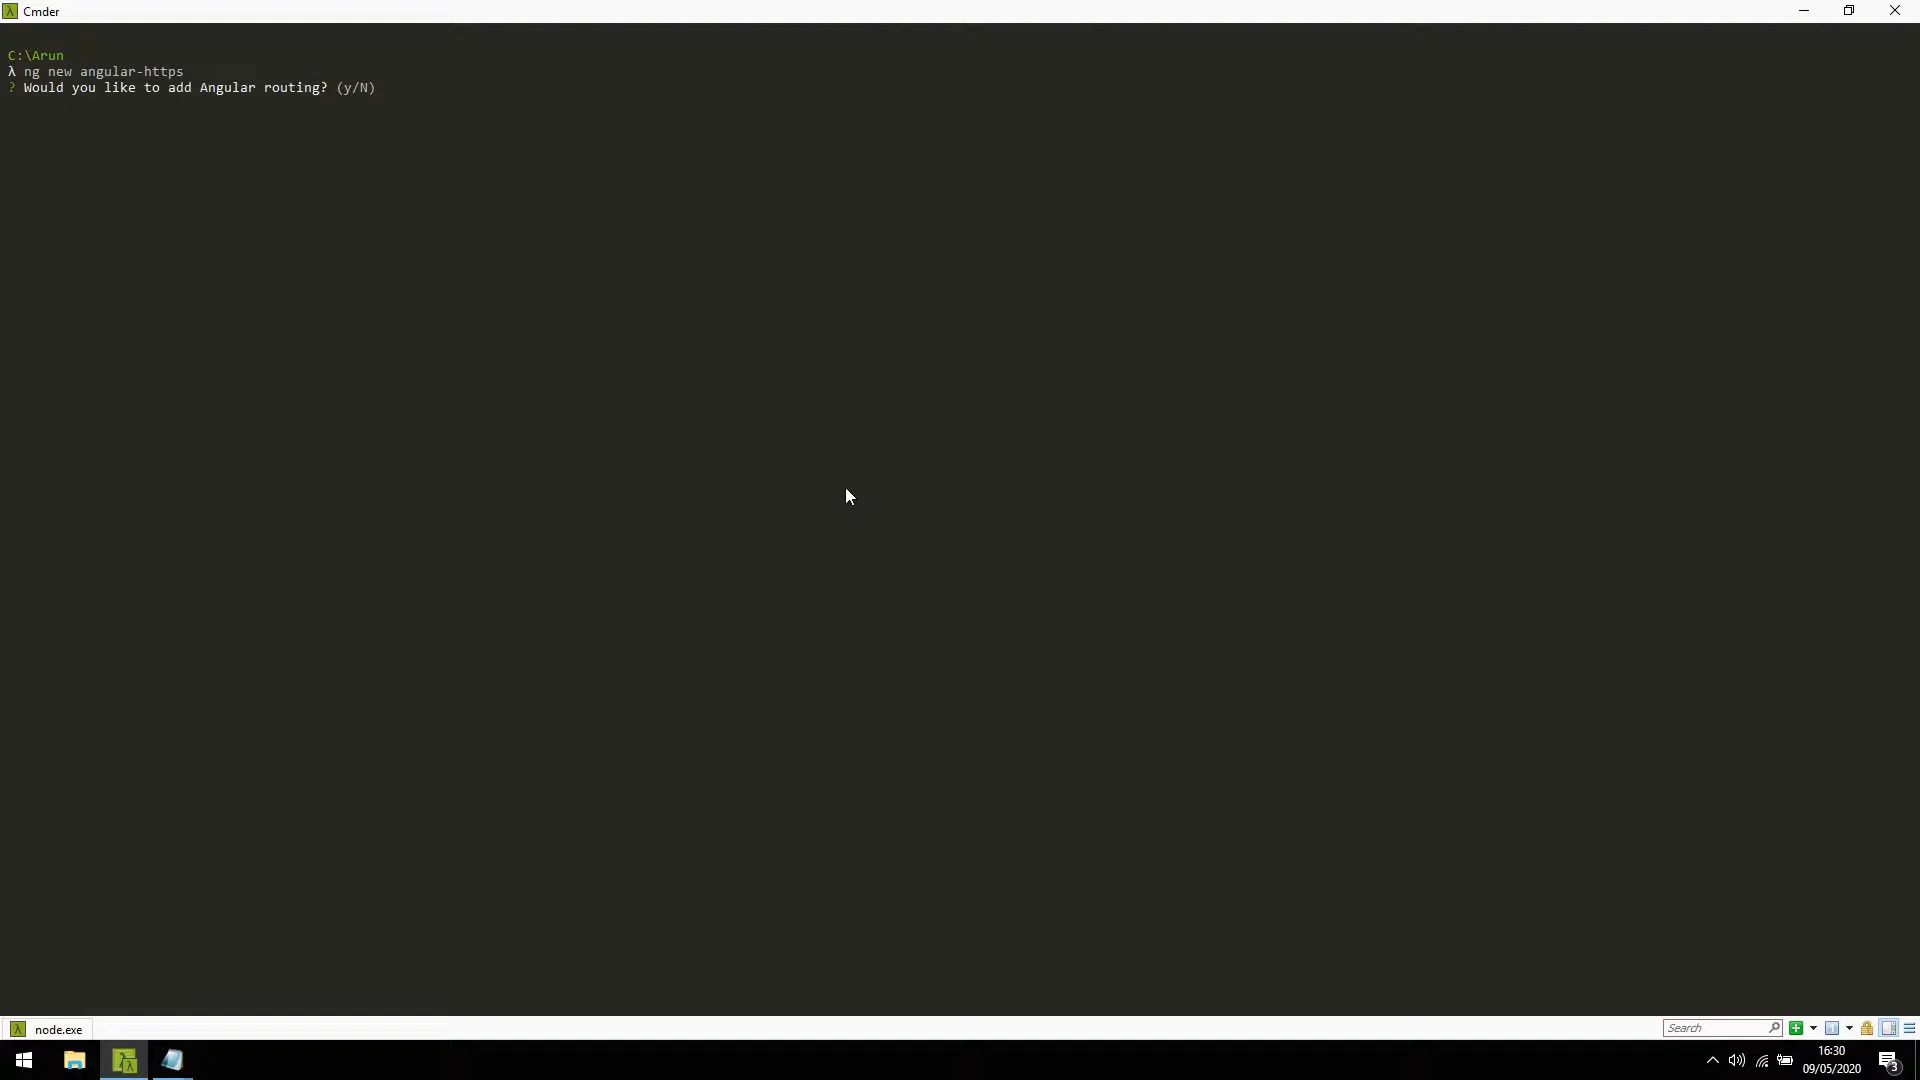 Cmder
C:\Arun
λ ng new angular-https
? Would you like to add Angular routing? (y/N)
node.exe
Search
16:30
09/05/2020
3